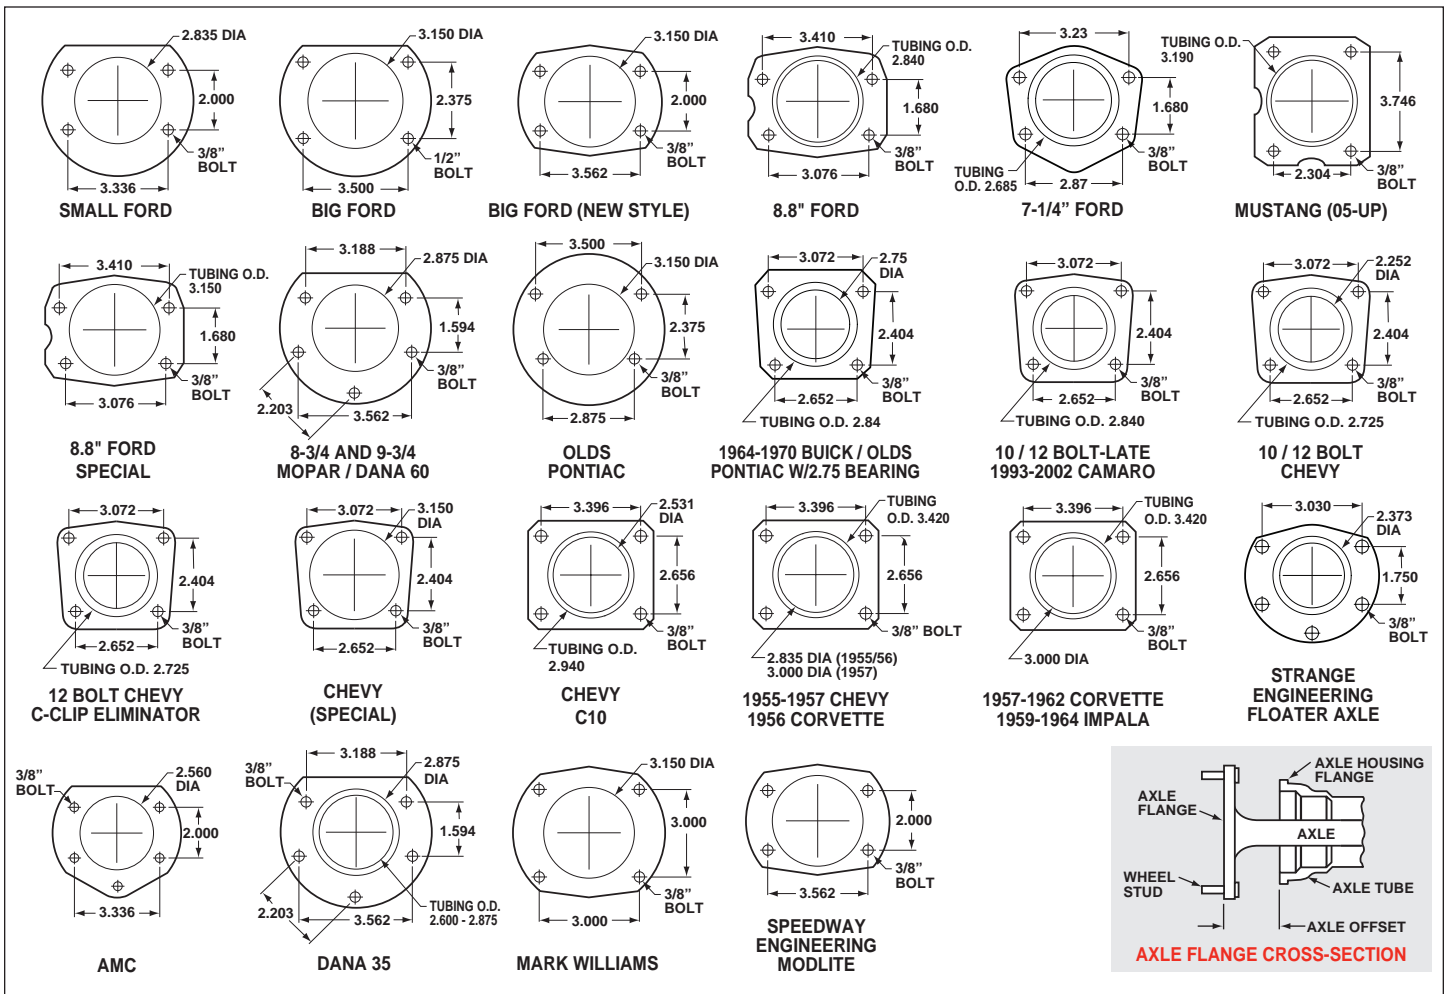 2.835 DIA
2.000
3/8"
BOLT
3.336
SMALL FORD
3.150 DIA
2.375
1/2"
BOLT
3.500
BIG FORD
3.150 DIA
2.000
3/8"
BOLT
3.562
BIG FORD (NEW STYLE)
3.410
TUBING O.D.
2.840
1.680
3/8"
BOLT
3.076
8.8" FORD
3.23
1.680
TUBING
O.D. 2.685
3/8"
BOLT
2.87
7-1/4" FORD
TUBING O.D.
3.190
3.746
2.304
3/8"
BOLT
MUSTANG (05-UP)
3.410
TUBING O.D.
3.150
1.680
3/8"
BOLT
3.076
8.8" FORD
SPECIAL
3.188
2.875 DIA
1.594
3/8"
BOLT
2.203
3.562
8-3/4 AND 9-3/4
MOPAR / DANA 60
3.500
3.150 DIA
2.375
3/8"
BOLT
2.875
OLDS
PONTIAC
3.072
2.75
DIA
2.404
3/8"
BOLT
2.652
TUBING O.D. 2.84
1964-1970 BUICK / OLDS
PONTIAC W/2.75 BEARING
3.072
2.404
3/8"
BOLT
2.652
TUBING O.D. 2.840
10 / 12 BOLT-LATE
1993-2002 CAMARO
3.072
2.252
DIA
2.404
3/8"
BOLT
2.652
TUBING O.D. 2.725
10 / 12 BOLT
CHEVY
3.072
2.404
3/8"
BOLT
2.652
TUBING O.D. 2.725
12 BOLT CHEVY
C-CLIP ELIMINATOR
3.072
3.150
DIA
2.404
3/8"
BOLT
2.652
CHEVY
(SPECIAL)
3.396
2.531
DIA
2.656
3/8"
BOLT
TUBING O.D.
2.940
CHEVY
C10
3.396
TUBING
O.D. 3.420
2.656
3/8" BOLT
2.835 DIA (1955/56)
3.000 DIA (1957)
1955-1957 CHEVY
1956 CORVETTE
3.396
TUBING
O.D. 3.420
2.656
3/8"
BOLT
3.000 DIA
1957-1962 CORVETTE
1959-1964 IMPALA
3.030
2.373
DIA
1.750
3/8"
BOLT
STRANGE
ENGINEERING
FLOATER AXLE
3/8"
BOLT
2.560
DIA
2.000
3.336
AMC
3.188
3/8"
BOLT
2.875
DIA
1.594
2.203
3.562
TUBING O.D.
2.600 - 2.875
DANA 35
3.150 DIA
3.000
3/8"
BOLT
3.000
MARK WILLIAMS
2.000
3/8"
BOLT
3.562
SPEEDWAY
ENGINEERING
MODLITE
AXLE HOUSING
FLANGE
AXLE
FLANGE
AXLE
WHEEL
STUD
AXLE TUBE
AXLE OFFSET
AXLE FLANGE CROSS-SECTION